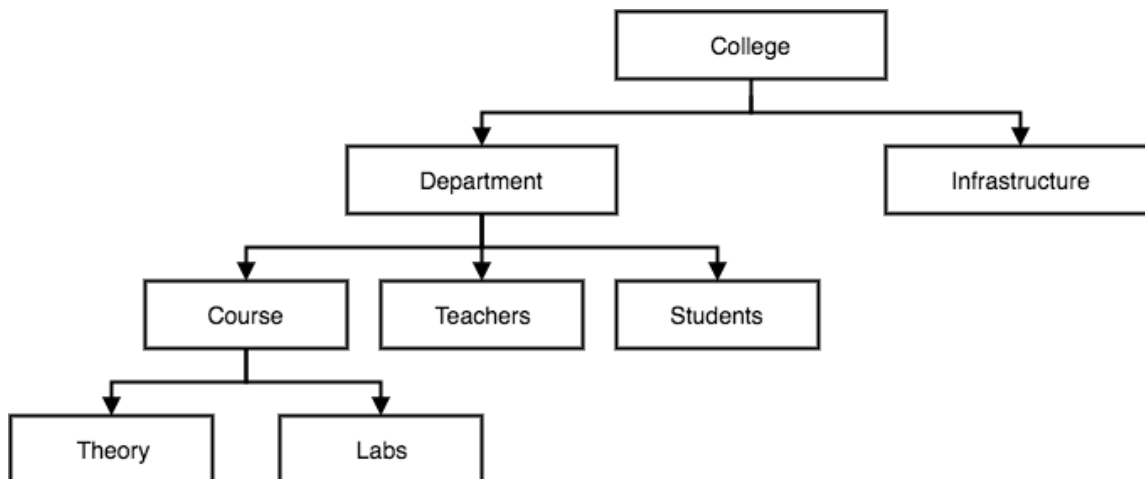 College
Department
Infrastructure
Course
Teachers
Students
Theory
Labs